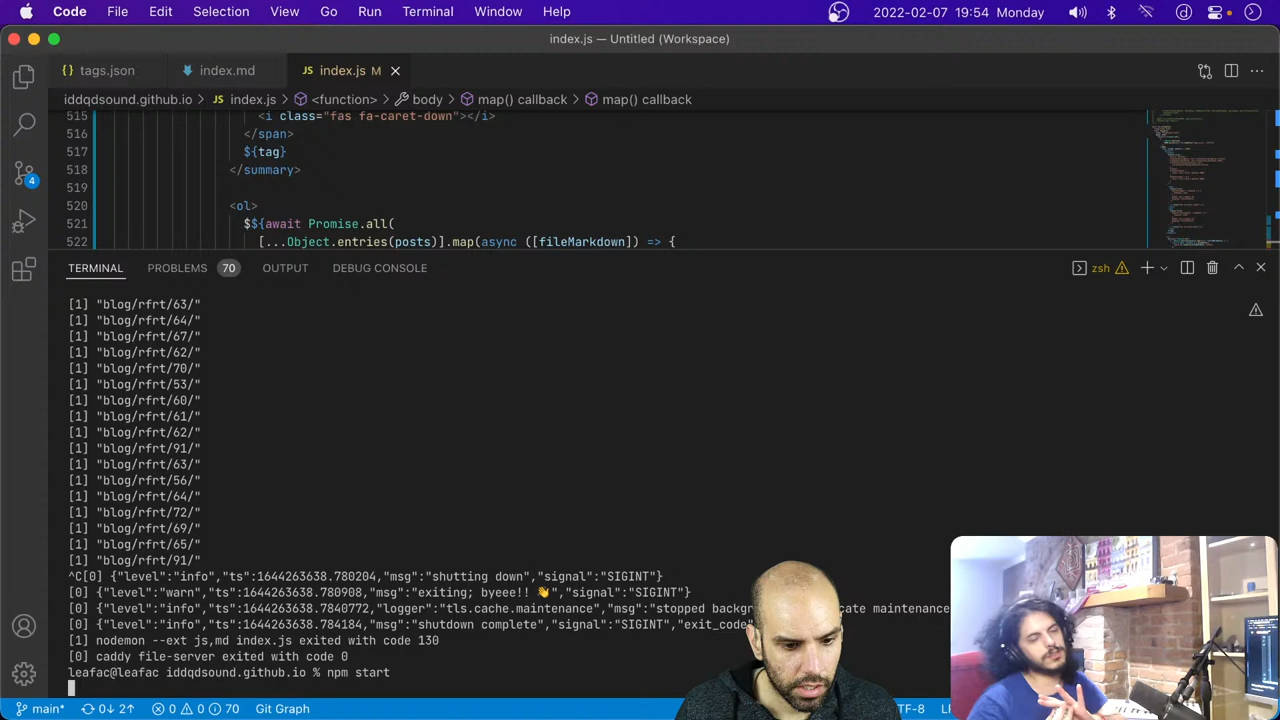 Code File Edit Selection View Go Run Terminal Window Help 2022-02-07 19:54 Monday
index.js — Untitled (Workspace)
tags.json index.md JS index.js M
iddqdsound.github.io > JS index.js > <function> > body > map() callback > map() callback
515 <i class="fas fa-caret-down"></i>
516 </span>
517 ${tag}
518 </summary>
519
520 <ol>
521 $${await Promise.all(
522 [...Object.entries(posts)].map(async ([fileMarkdown]) => {
TERMINAL PROBLEMS 70 OUTPUT DEBUG CONSOLE zsh
[1] "blog/rfrt/63/"
[1] "blog/rfrt/64/"
[1] "blog/rfrt/67/"
[1] "blog/rfrt/62/"
[1] "blog/rfrt/70/"
[1] "blog/rfrt/53/"
[1] "blog/rfrt/60/"
[1] "blog/rfrt/61/"
[1] "blog/rfrt/62/"
[1] "blog/rfrt/91/"
[1] "blog/rfrt/63/"
[1] "blog/rfrt/56/"
[1] "blog/rfrt/64/"
[1] "blog/rfrt/72/"
[1] "blog/rfrt/69/"
[1] "blog/rfrt/65/"
[1] "blog/rfrt/91/"
^C[0] {"level":"info","ts":1644263638.780204,"msg":"shutting down","signal":"SIGINT"}
[0] {"level":"warn","ts":1644263638.780908,"msg":"exiting; byeee!! 👋","signal":"SIGINT"}
[0] {"level":"info","ts":1644263638.7840772,"logger":"tls.cache.maintenance","msg":"stopped backgr cate maintenance
[0] {"level":"info","ts":1644263638.784184,"msg":"shutdown complete","signal":"SIGINT","exit_code"
[1] nodemon --ext js,md index.js exited with code 130
[0] caddy file-server exited with code 0
leafac@leafac iddqdsound.github.io % npm start
4
main* 0↓ 2↑ 0 0 70 Git Graph UTF-8